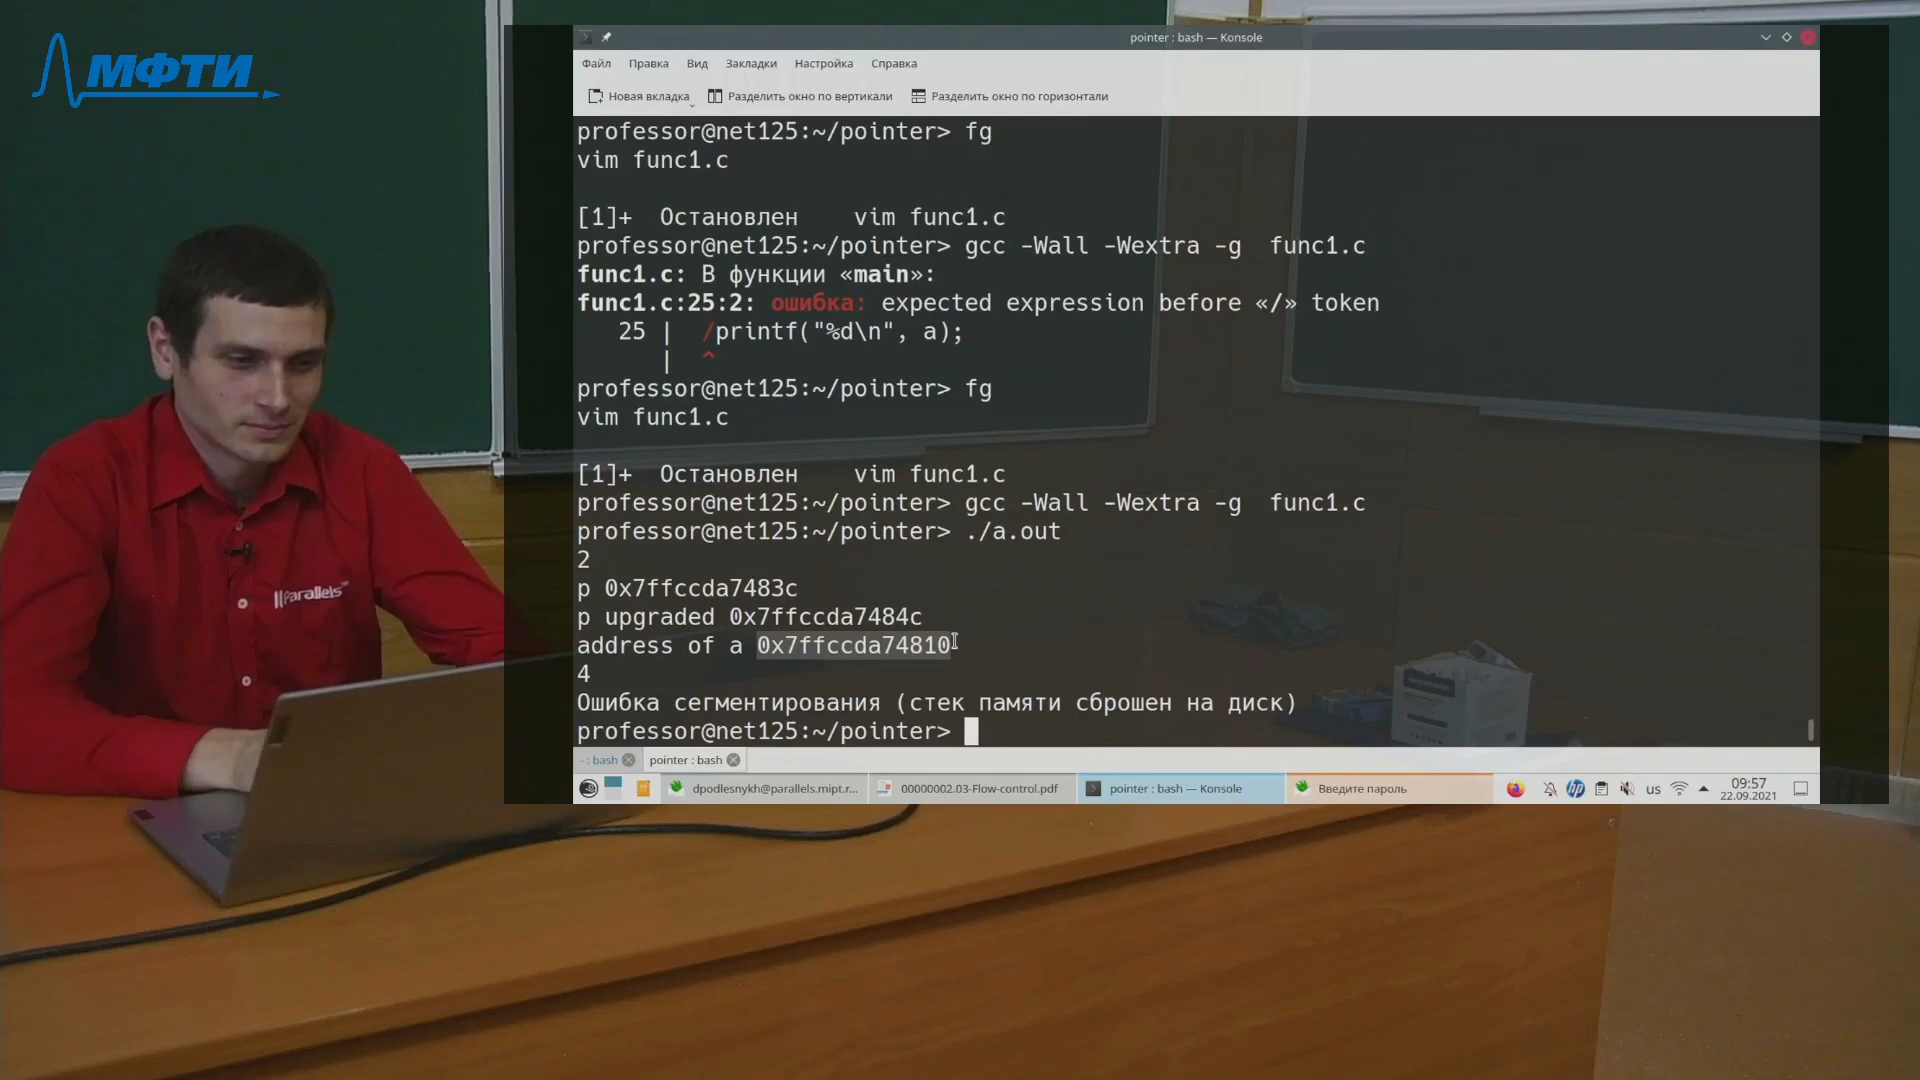 МФТИ
pointer : bash — Konsole
Файл Правка Вид Закладки Настройка Справка
Новая вкладка Разделить окно по вертикали Разделить окно по горизонтали
professor@net125:~/pointer> fg
vim func1.c
[1]+ Остановлен vim func1.c
professor@net125:~/pointer> gcc -Wall -Wextra -g func1.c
func1.c: В функции «main»:
func1.c:25:2: ошибка: expected expression before «/» token
25 | /printf("%d\n", a);
| ^
professor@net125:~/pointer> fg
vim func1.c
[1]+ Остановлен vim func1.c
professor@net125:~/pointer> gcc -Wall -Wextra -g func1.c
professor@net125:~/pointer> ./a.out
2
p 0x7ffccda7483c
p upgraded 0x7ffccda7484c
address of a 0x7ffccda74810
4
Ошибка сегментирования (стек памяти сброшен на диск)
professor@net125:~/pointer>
- : bash pointer : bash
dpodlesnykh@parallels.mipt.r... 00000002.03-Flow-control.pdf pointer : bash — Konsole Введите пароль us 09:57
22.09.2021
|| Parallels